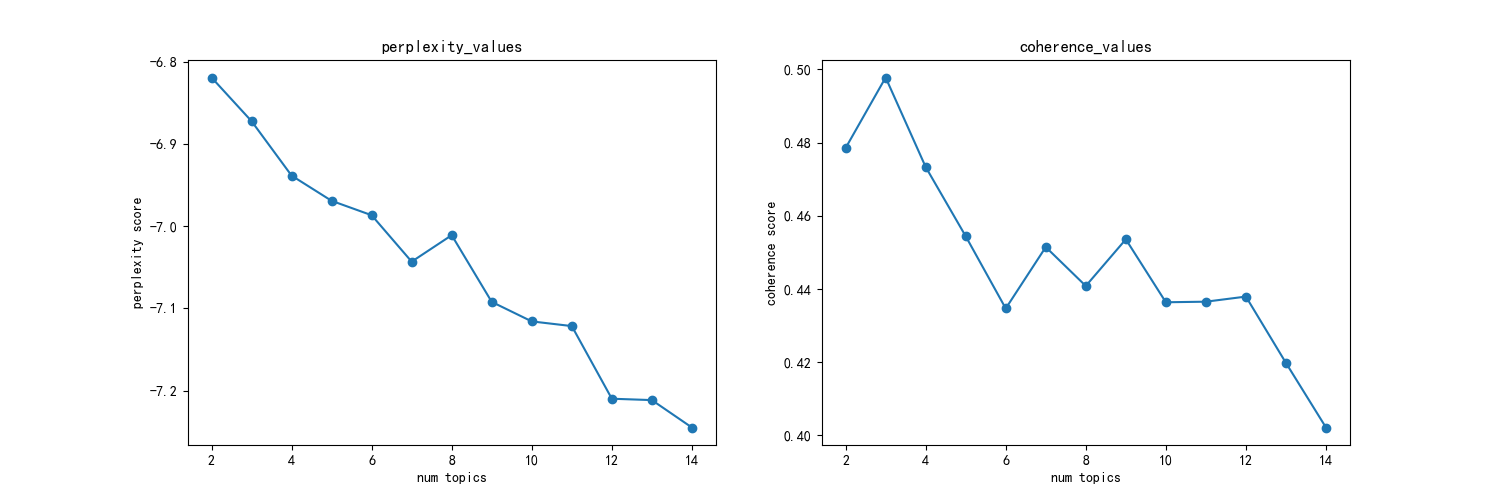 perplexity_values
-6.8
-6.9
-7.0
-7.1
-7.2
perplexity score
2 4 6 8 10 12 14
num topics
coherence_values
0.50
0.48
0.46
0.44
0.42
0.40
coherence score
2 4 6 8 10 12 14
num topics